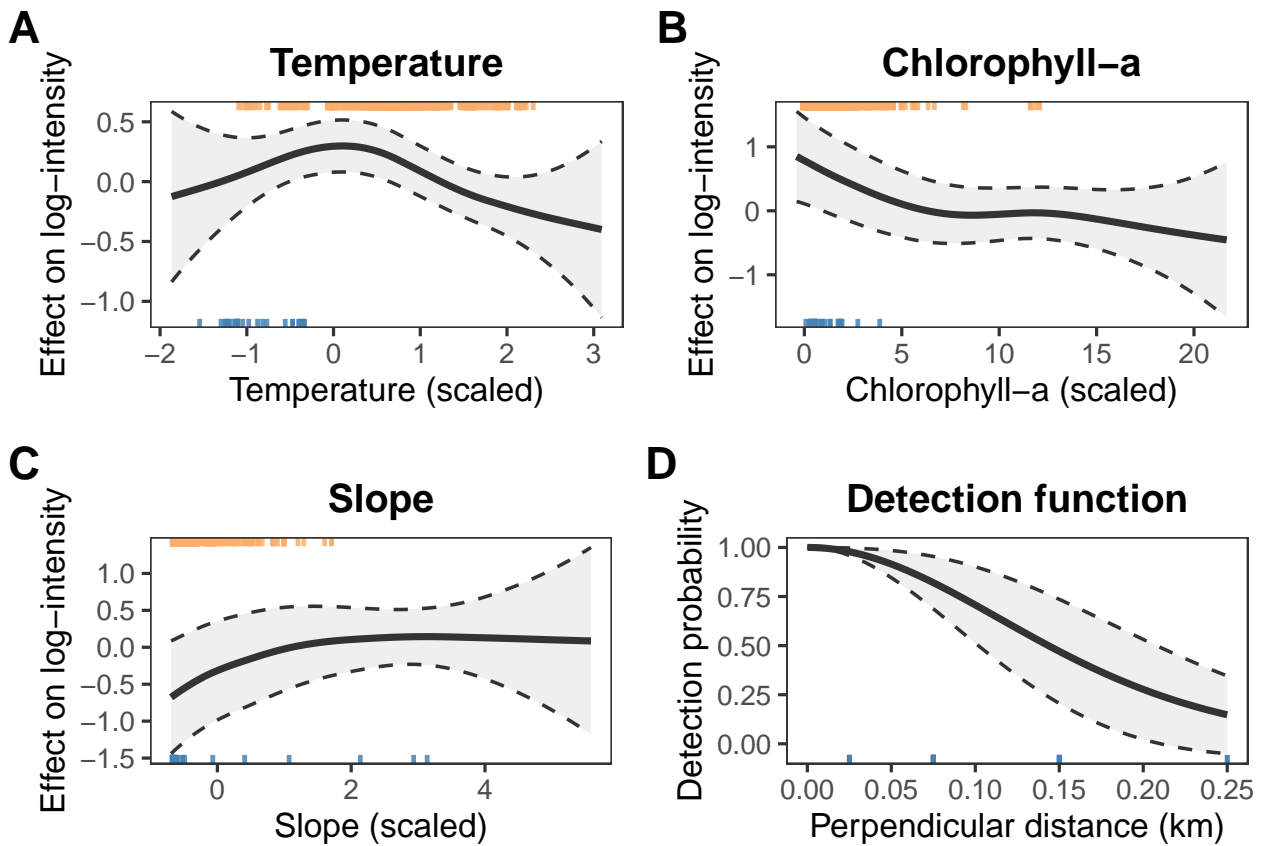 A
Temperature
Effect on log−intensity
0.5
0.0
−0.5
−1.0
−2 −1 0 1 2 3
Temperature (scaled)
B
Chlorophyll−a
Effect on log−intensity
1
0
−1
0 5 10 15 20
Chlorophyll−a (scaled)
C
Slope
Effect on log−intensity
1.0
0.5
0.0
−0.5
−1.0
−1.5
0 2 4
Slope (scaled)
D
Detection function
Detection probability
1.00
0.75
0.50
0.25
0.00
0.00 0.05 0.10 0.15 0.20 0.25
Perpendicular distance (km)